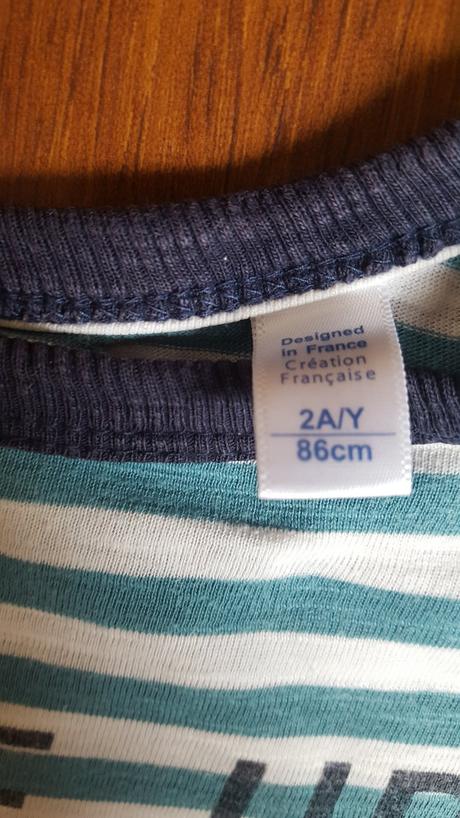 Designed
in France
Création
Française
2A/Y
86cm